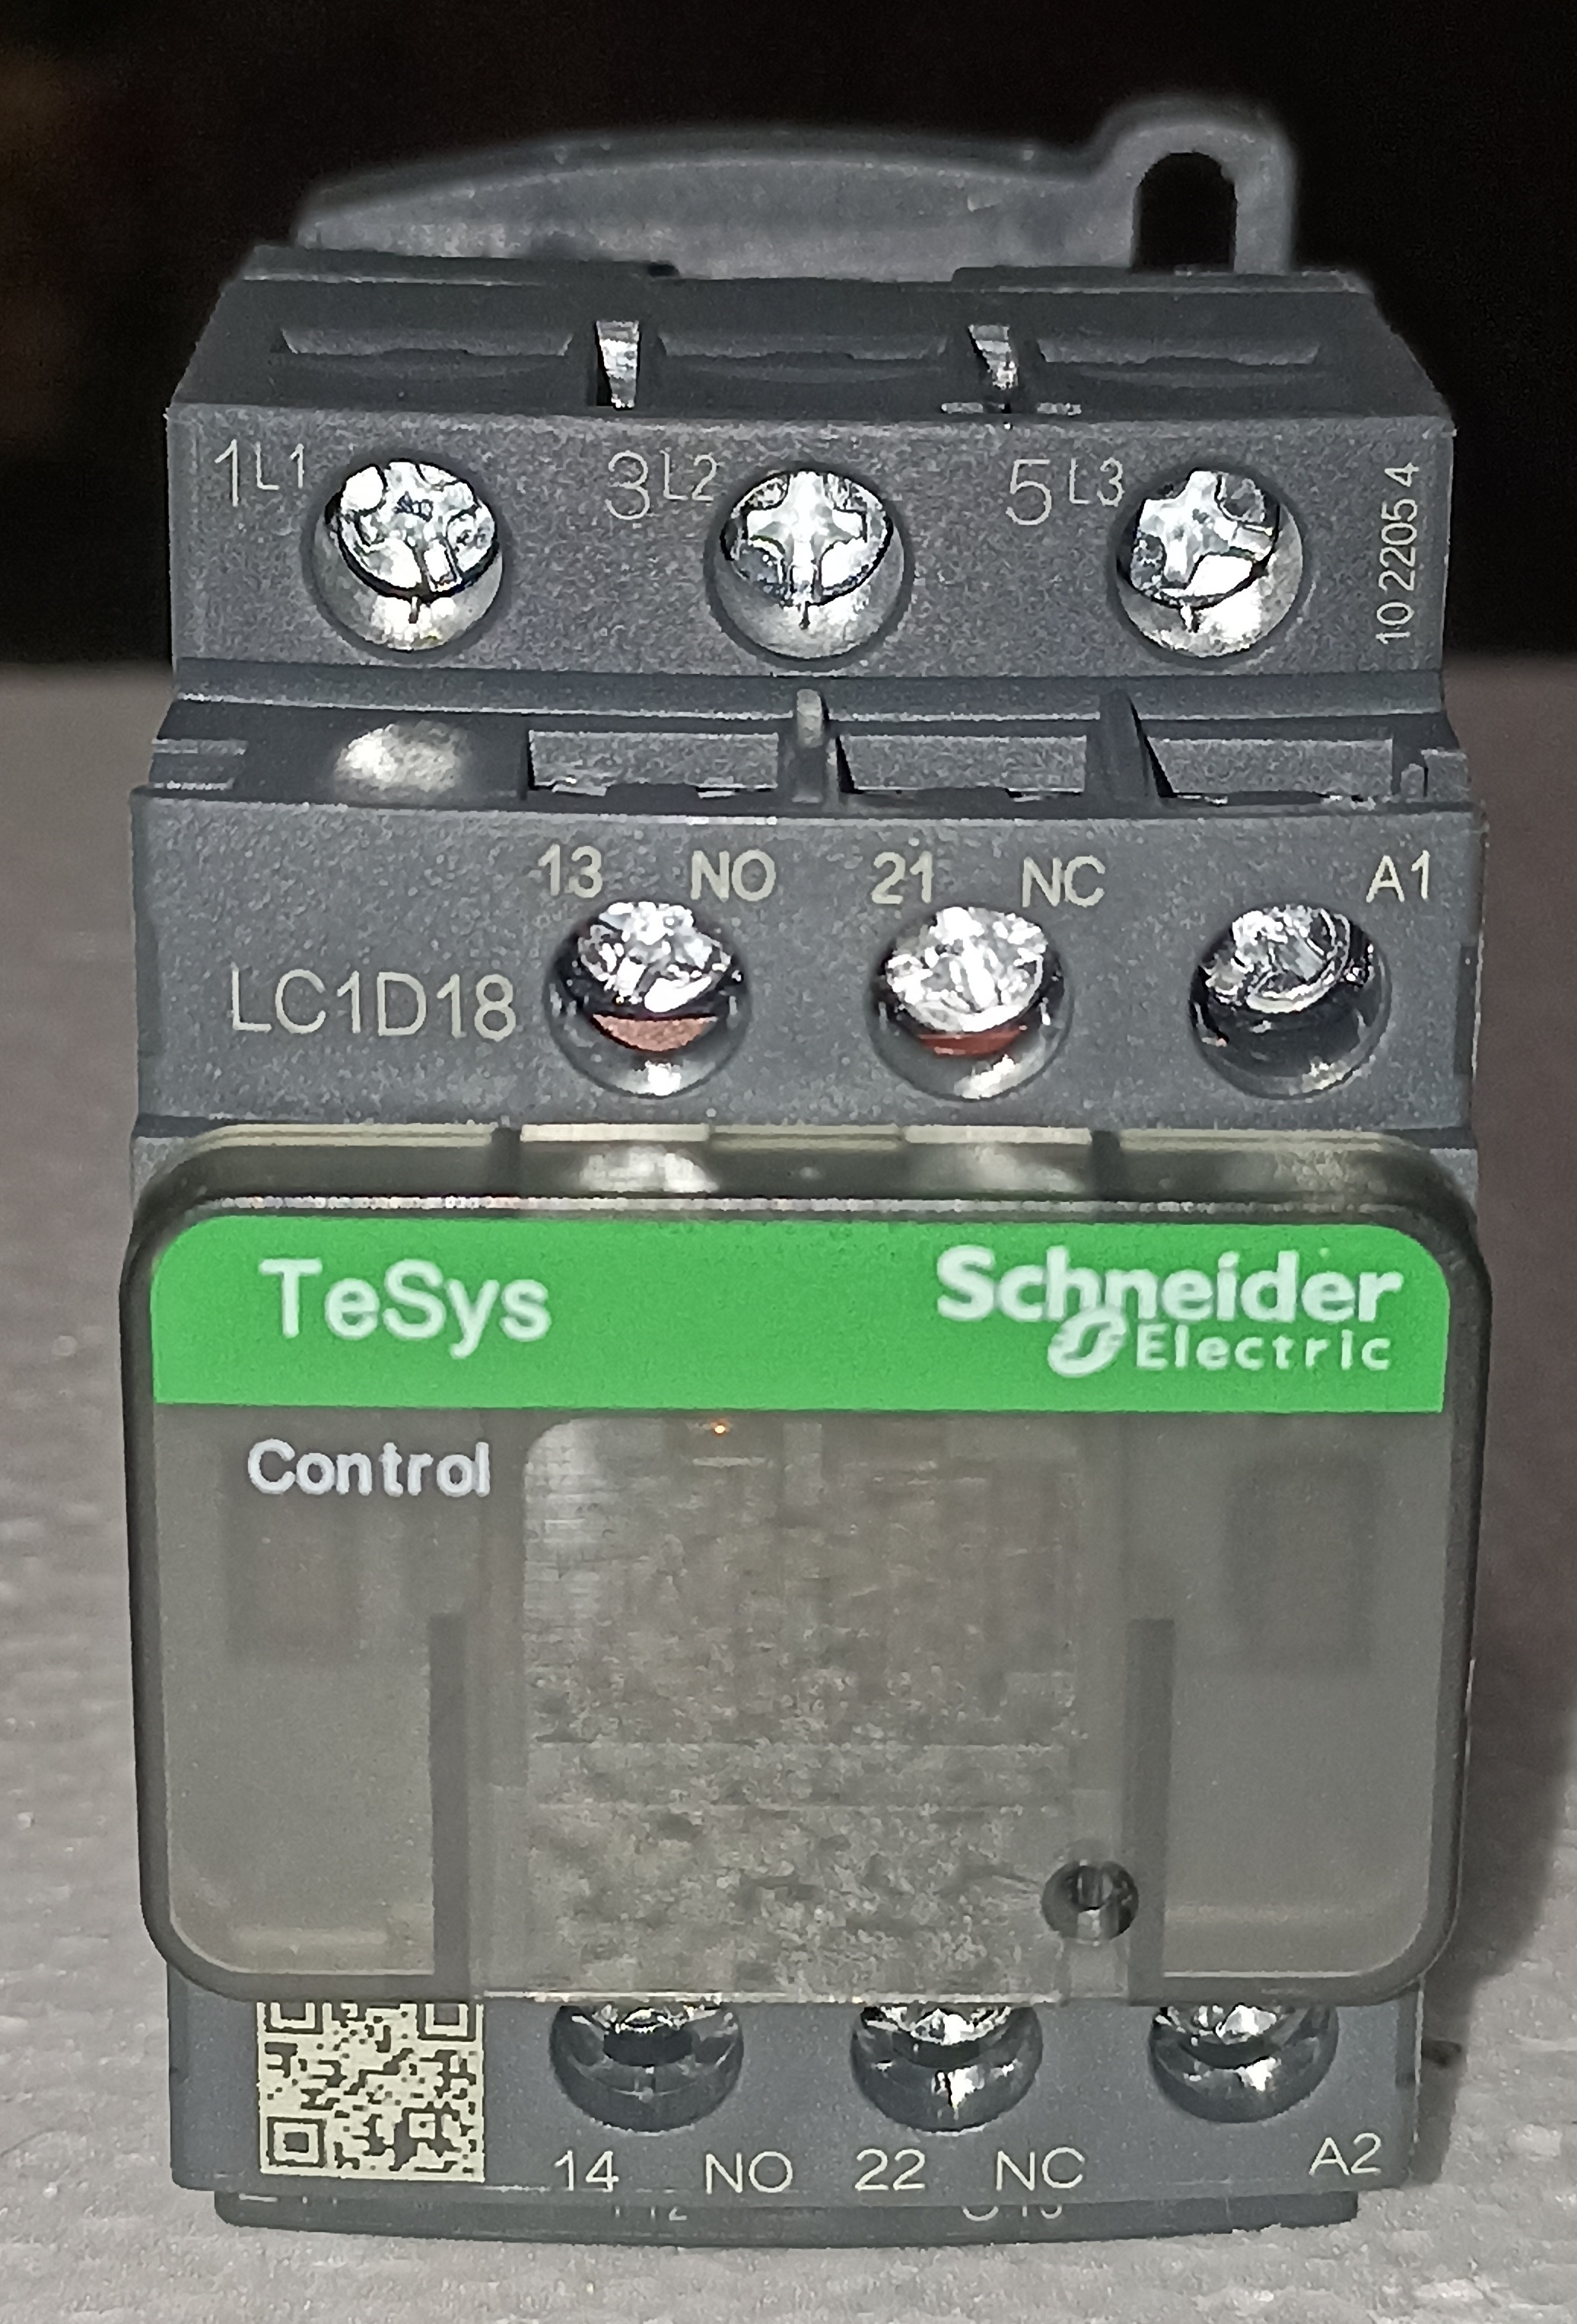 1L1 3L2 5L3
10 2205 4
13 NO 21 NC A1
LC1D18
TeSys Schneider Electric
Control
14 NO 22 NC A2